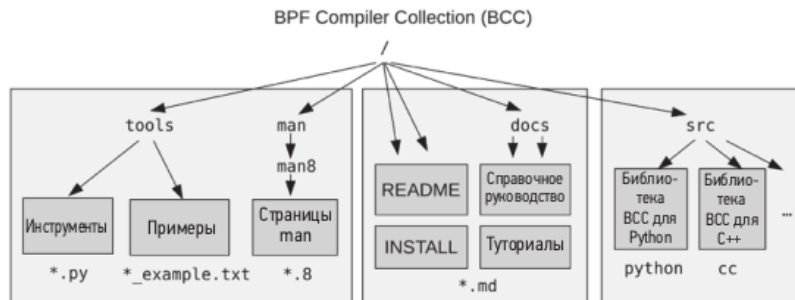 BPF Compiler Collection (BCC)
/
tools
man
docs
src
man8
Инструменты
Примеры
Страницы
man
README
INSTALL
Справочное
руководство
Туториалы
Библио-
тека
BCC для
Python
Библио-
тека
BCC для
C++
...
*.py
*_example.txt
*.8
*.md
python
cc